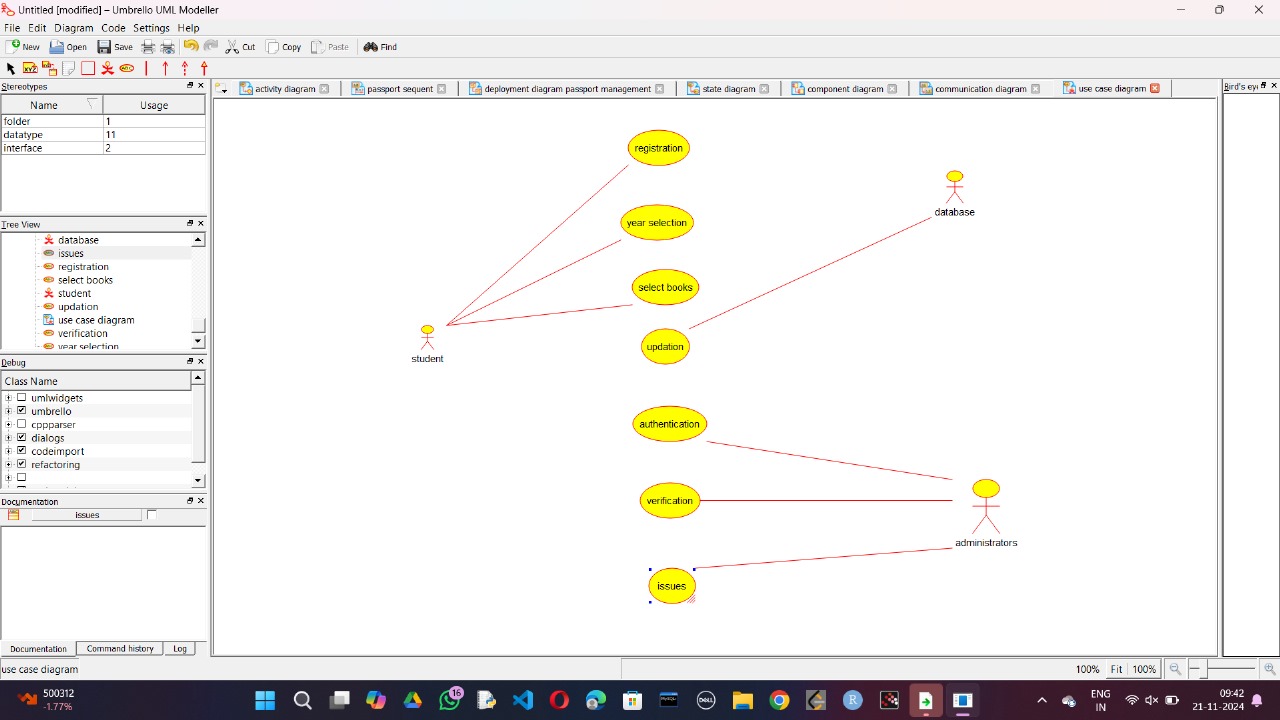 Untitled [modified] – Umbrello UML Modeller
File Edit Diagram Code Settings Help
New Open Save Cut Copy Paste Find
Stereotypes
Name Usage
folder 1
datatype 11
interface 2
Tree View
database
issues
registration
select books
student
updation
use case diagram
verification
year selection
Debug
Class Name
umlwidgets
umbrello
cppparser
dialogs
codeimport
refactoring
Documentation
issues
Documentation Command history Log
use case diagram
activity diagram passport sequent deployment diagram passport management state diagram component diagram communication diagram use case diagram
Bird's ey
registration
year selection
select books
updation
authentication
verification
issues
student
database
administrators
100% Fit 100%
500312
-1.77%
16
MySQL
DELL
R
ENG
IN
09:42
21-11-2024